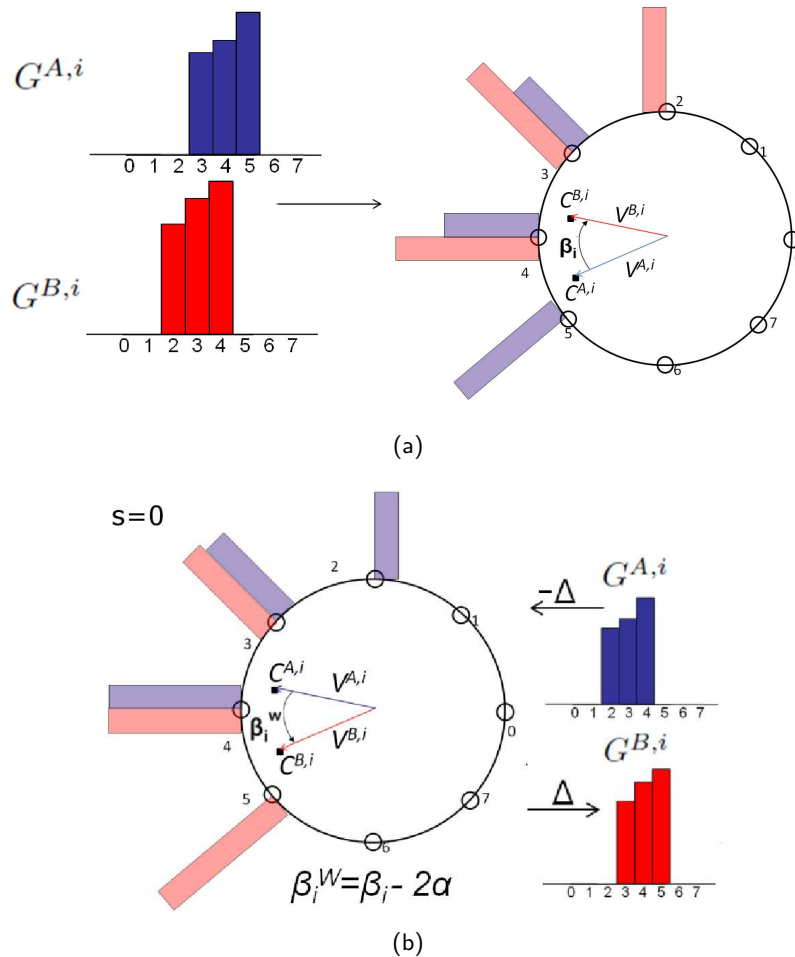 G^{A,i}
0 1 2 3 4 5 6 7
G^{B,i}
0 1 2 3 4 5 6 7
2
1
3
4
5
6
7
C^{B,i}
V^{B,i}
β_i
V^{A,i}
C^{A,i}
(a)
s=0
2
1
3
4
5
6
7
0
C^{A,i}
V^{A,i}
β_i^w
V^{B,i}
C^{B,i}
-Δ
G^{A,i}
0 1 2 3 4 5 6 7
Δ
G^{B,i}
0 1 2 3 4 5 6 7
β_i^W=β_i- 2α
(b)